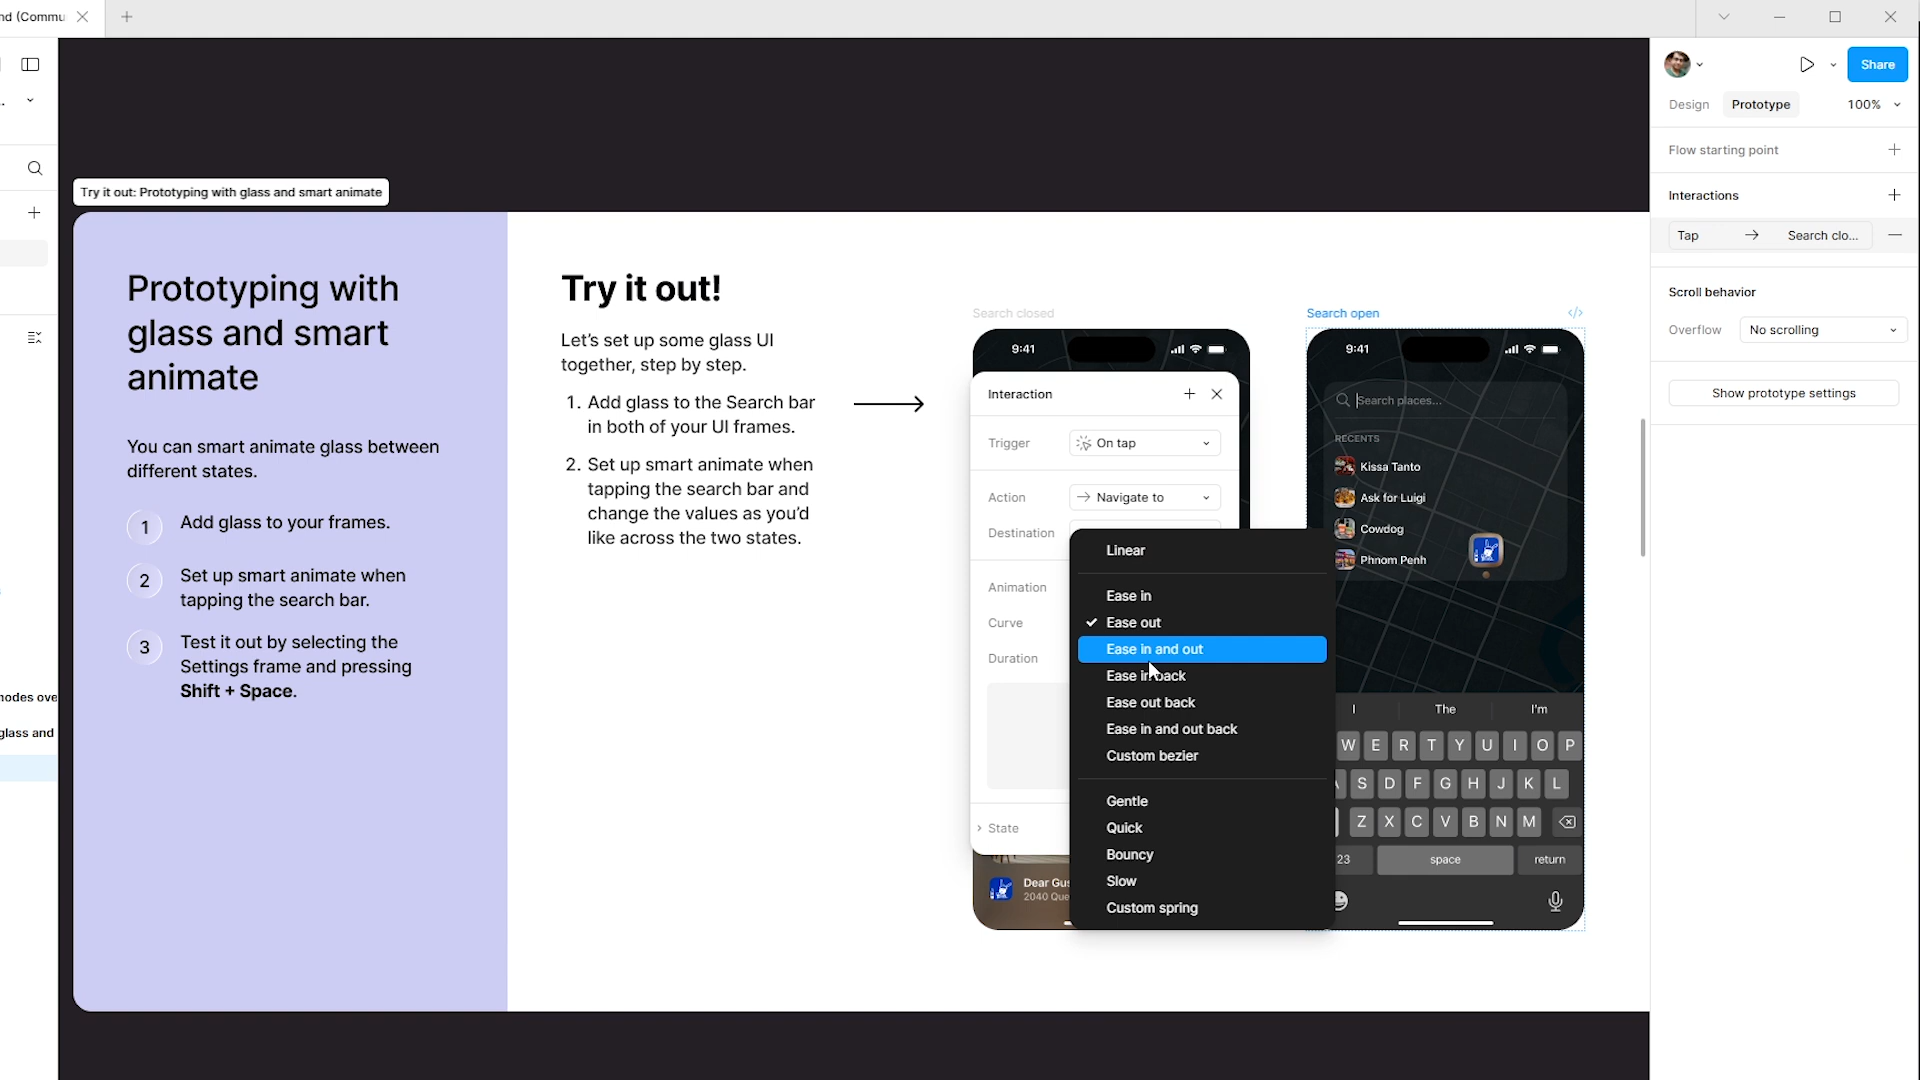 nd (Commu
Share
Design
Prototype
100%
Flow starting point
Interactions
Tap
Search clo...
Scroll behavior
Overflow
No scrolling
Show prototype settings
Try it out: Prototyping with glass and smart animate
Prototyping with
glass and smart
animate
You can smart animate glass between
different states.
1 Add glass to your frames.
2 Set up smart animate when
tapping the search bar.
3 Test it out by selecting the
Settings frame and pressing
Shift + Space.
nodes ove
glass and
Try it out!
Let's set up some glass UI
together, step by step.
1. Add glass to the Search bar
in both of your UI frames.
2. Set up smart animate when
tapping the search bar and
change the values as you'd
like across the two states.
Search closed
9:41
Interaction
Trigger
On tap
Action
Navigate to
Destination
Animation
Curve
Duration
State
Dear Gus
2040 Que
Linear
Ease in
Ease out
Ease in and out
Ease in back
Ease out back
Ease in and out back
Custom bezier
Gentle
Quick
Bouncy
Slow
Custom spring
Search open
9:41
Search places...
RECENTS
Kissa Tanto
Ask for Luigi
Cowdog
Phnom Penh
I The I'm
W E R T Y U I O P
S D F G H J K L
Z X C V B N M
23 space return